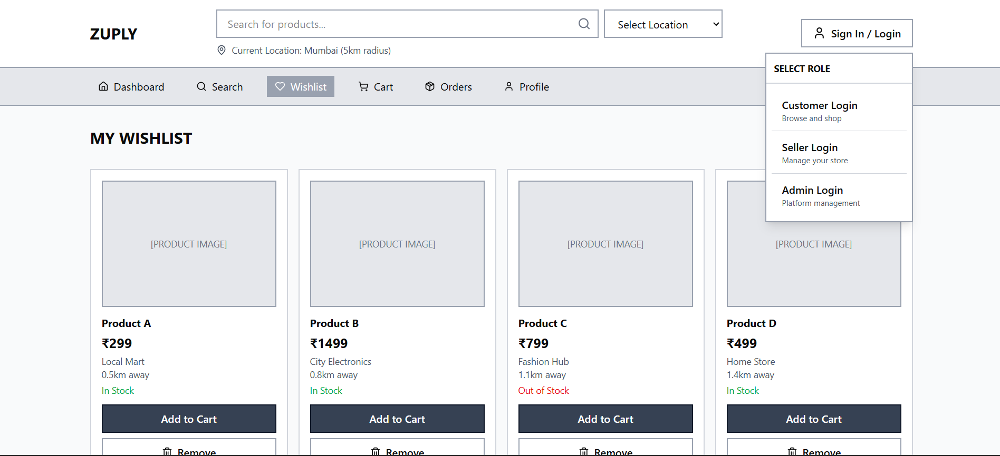 ZUPLY
Search for products...
Select Location
Current Location: Mumbai (5km radius)
Sign In / Login
SELECT ROLE
Customer Login
Browse and shop
Seller Login
Manage your store
Admin Login
Platform management
Dashboard
Search
Wishlist
Cart
Orders
Profile
MY WISHLIST
[PRODUCT IMAGE]
Product A
₹299
Local Mart
0.5km away
In Stock
Add to Cart
Remove
[PRODUCT IMAGE]
Product B
₹1499
City Electronics
0.8km away
In Stock
Add to Cart
Remove
[PRODUCT IMAGE]
Product C
₹799
Fashion Hub
1.1km away
Out of Stock
Add to Cart
Remove
[PRODUCT IMAGE]
Product D
₹499
Home Store
1.4km away
In Stock
Add to Cart
Remove